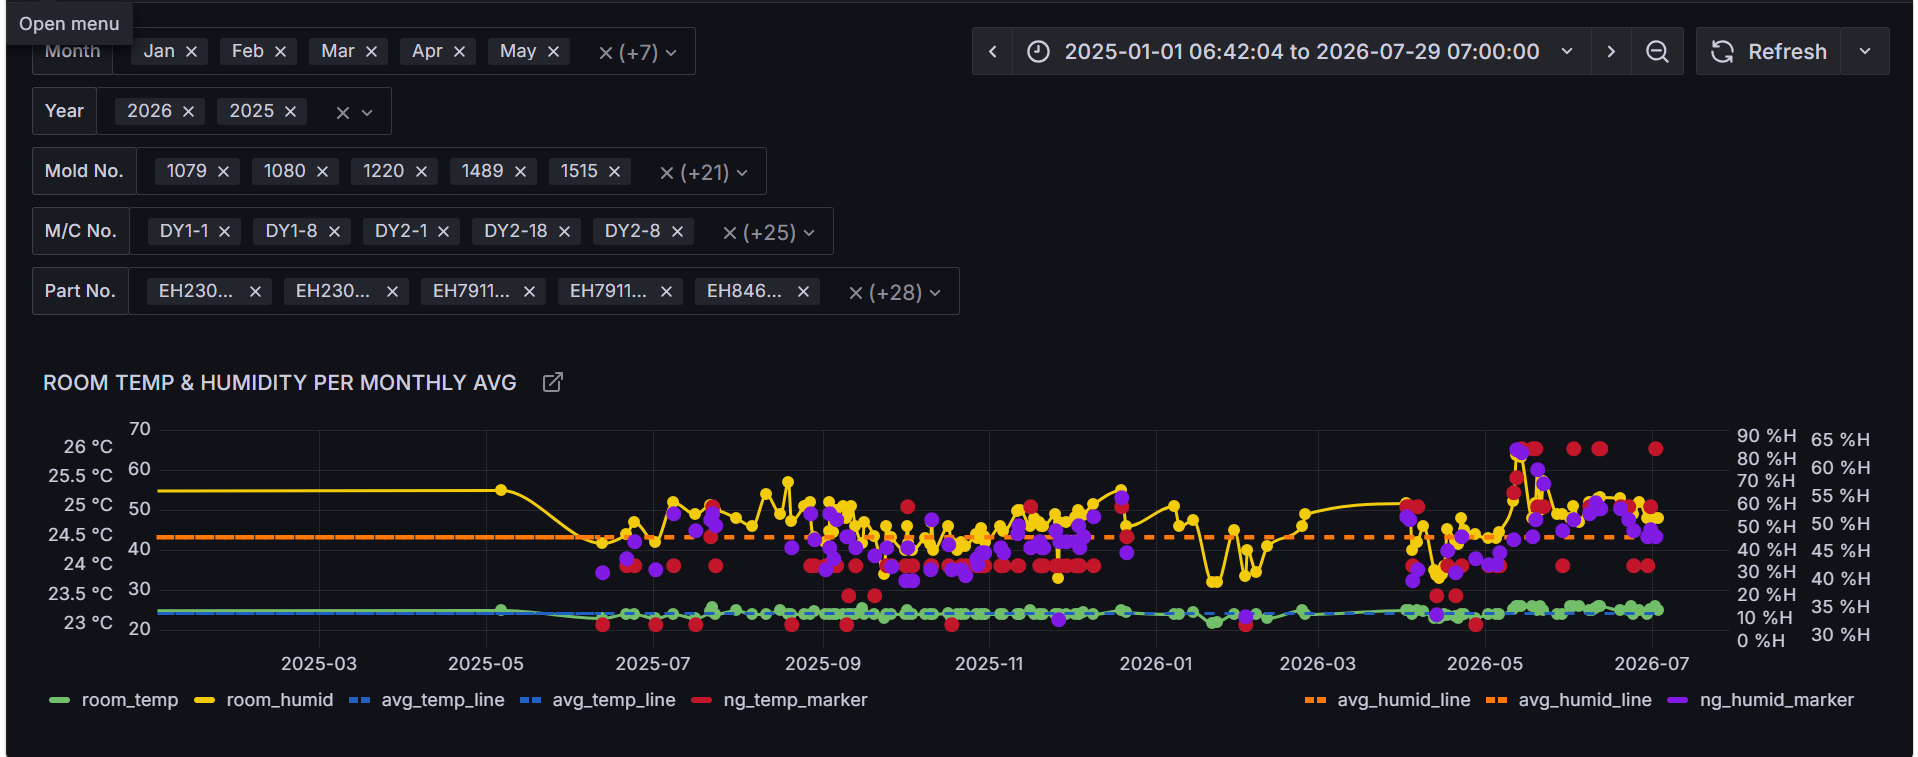 Open menu
Month Jan Feb Mar Apr May (+7)
2025-01-01 06:42:04 to 2026-07-29 07:00:00 Refresh
Year 2026 2025
Mold No. 1079 1080 1220 1489 1515 (+21)
M/C No. DY1-1 DY1-8 DY2-1 DY2-18 DY2-8 (+25)
Part No. EH230... EH230... EH7911... EH7911... EH846... (+28)
ROOM TEMP & HUMIDITY PER MONTHLY AVG
26 °C
25.5 °C
25 °C
24.5 °C
24 °C
23.5 °C
23 °C
70
60
50
40
30
20
90 %H
80 %H
70 %H
60 %H
50 %H
40 %H
30 %H
20 %H
10 %H
0 %H
65 %H
60 %H
55 %H
50 %H
45 %H
40 %H
35 %H
30 %H
2025-03 2025-05 2025-07 2025-09 2025-11 2026-01 2026-03 2026-05 2026-07
room_temp room_humid avg_temp_line avg_temp_line ng_temp_marker avg_humid_line avg_humid_line ng_humid_marker